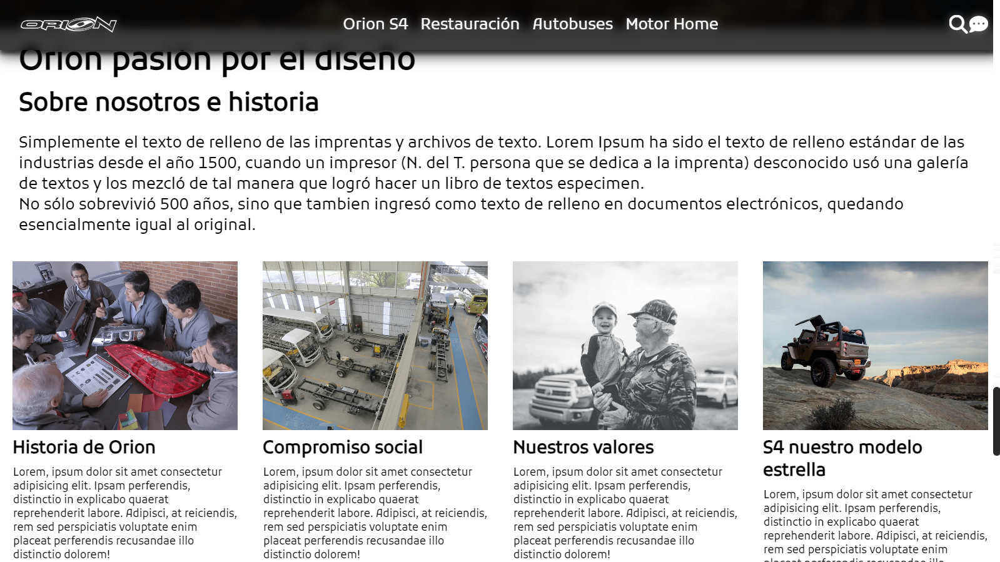 ORION
Orion S4 Restauración Autobuses Motor Home
Orion pasión por el diseño
Sobre nosotros e historia
Simplemente el texto de relleno de las imprentas y archivos de texto. Lorem Ipsum ha sido el texto de relleno estándar de las
industrias desde el año 1500, cuando un impresor (N. del T. persona que se dedica a la imprenta) desconocido usó una galería
de textos y los mezcló de tal manera que logró hacer un libro de textos especimen.
No sólo sobrevivió 500 años, sino que tambien ingresó como texto de relleno en documentos electrónicos, quedando
esencialmente igual al original.
Historia de Orion
Lorem, ipsum dolor sit amet consectetur
adipisicing elit. Ipsam perferendis,
distinctio in explicabo quaerat
reprehenderit labore. Adipisci, at reiciendis,
rem sed perspiciatis voluptate enim
placeat perferendis recusandae illo
distinctio dolorem!
Compromiso social
Lorem, ipsum dolor sit amet consectetur
adipisicing elit. Ipsam perferendis,
distinctio in explicabo quaerat
reprehenderit labore. Adipisci, at reiciendis,
rem sed perspiciatis voluptate enim
placeat perferendis recusandae illo
distinctio dolorem!
Nuestros valores
Lorem, ipsum dolor sit amet consectetur
adipisicing elit. Ipsam perferendis,
distinctio in explicabo quaerat
reprehenderit labore. Adipisci, at reiciendis,
rem sed perspiciatis voluptate enim
placeat perferendis recusandae illo
distinctio dolorem!
S4 nuestro modelo
estrella
Lorem, ipsum dolor sit amet consectetur
adipisicing elit. Ipsam perferendis,
distinctio in explicabo quaerat
reprehenderit labore. Adipisci, at reiciendis,
rem sed perspiciatis voluptate enim
placeat perferendis recusandae illo